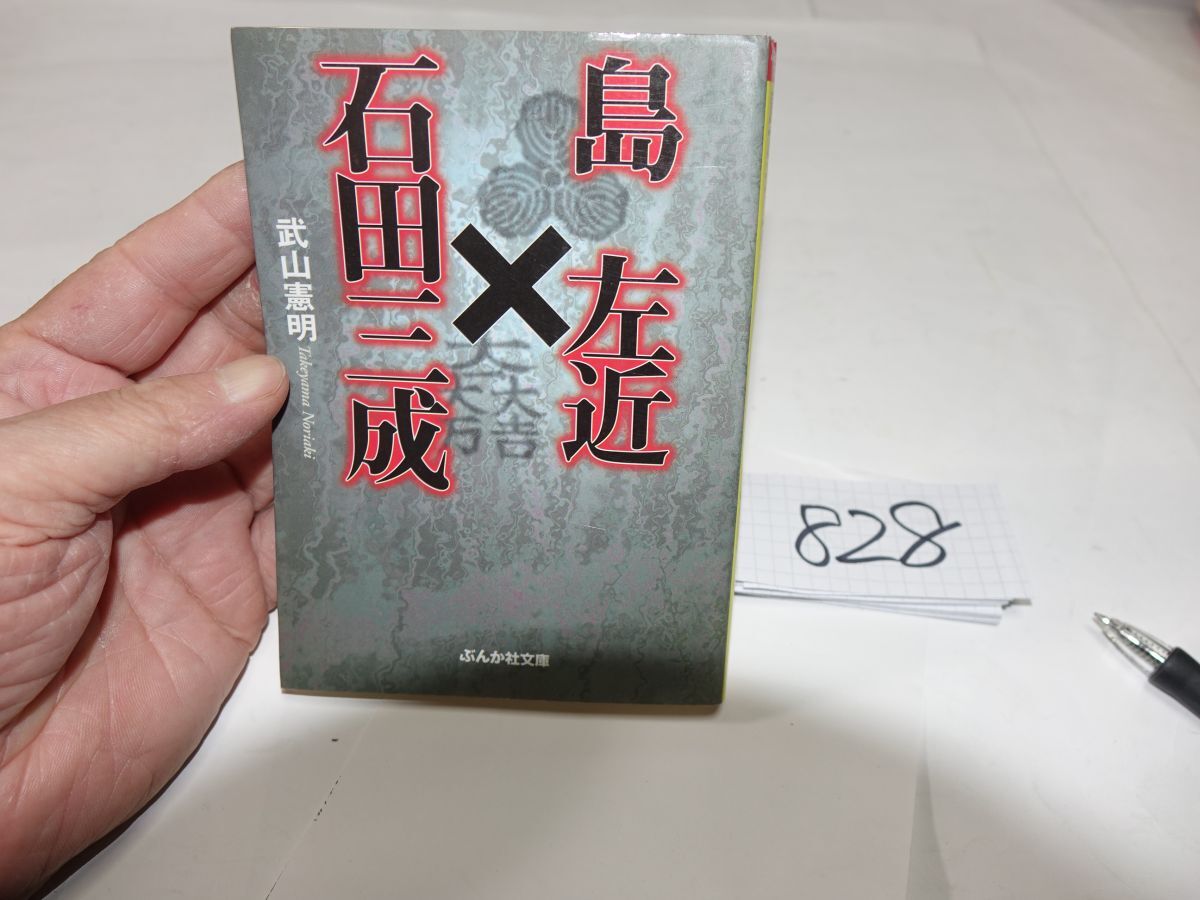 島 左近
×
石田三成
武山憲明
Takeyama Noriaki
ぶんか社文庫
828